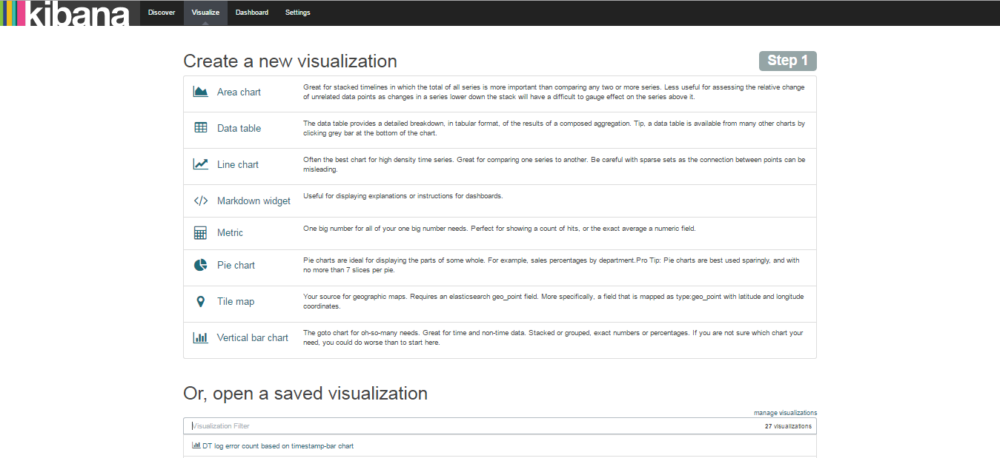 kibana Discover Visualize Dashboard Settings
Create a new visualization Step 1
Area chart Great for stacked timelines in which the total of all series is more important than comparing any two or more series. Less useful for assessing the relative change
of unrelated data points as changes in a series lower down the stack will have a difficult to gauge effect on the series above it.
Data table The data table provides a detailed breakdown, in tabular format, of the results of a composed aggregation. Tip, a data table is available from many other charts by
clicking grey bar at the bottom of the chart.
Line chart Often the best chart for high density time series. Great for comparing one series to another. Be careful with sparse sets as the connection between points can be
misleading.
Markdown widget Useful for displaying explanations or instructions for dashboards.
Metric One big number for all of your one big number needs. Perfect for showing a count of hits, or the exact average a numeric field.
Pie chart Pie charts are ideal for displaying the parts of some whole. For example, sales percentages by department.Pro Tip: Pie charts are best used sparingly, and with
no more than 7 slices per pie.
Tile map Your source for geographic maps. Requires an elasticsearch geo_point field. More specifically, a field that is mapped as type:geo_point with latitude and longitude
coordinates.
Vertical bar chart The goto chart for oh-so-many needs. Great for time and non-time data. Stacked or grouped, exact numbers or percentages. If you are not sure which chart your
need, you could do worse than to start here.
Or, open a saved visualization
manage visualizations
Visualization Filter 27 visualizations
DT log error count based on timestamp-bar chart